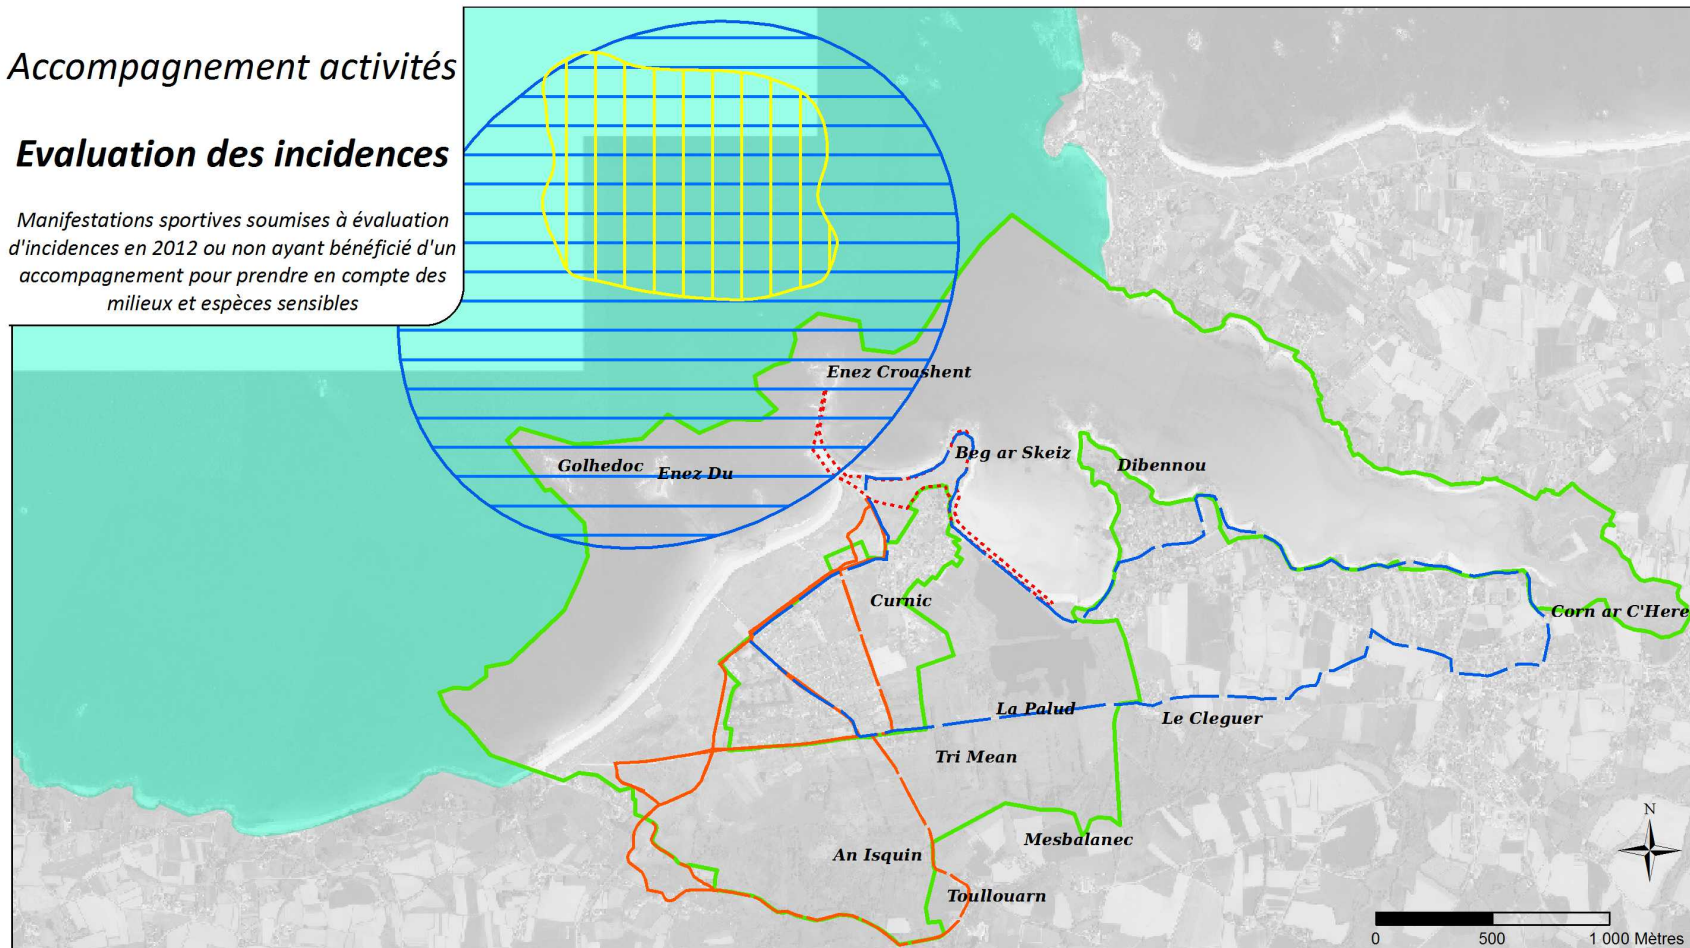 Accompagnement activités
Evaluation des incidences
Manifestations sportives soumises à évaluation
d'incidences en 2012 ou non ayant bénéficié d'un
accompagnement pour prendre en compte des
milieux et espèces sensibles
Enez Croashent
Beg ar Skeiz
Golhedoc
Enez Du
Dibennou
Curnic
Corn ar C'Here
La Palud
Le Cleguer
Tri Mean
Mesbalanec
An Isquin
Toullouarn
N
0 500 1 000 Mètres